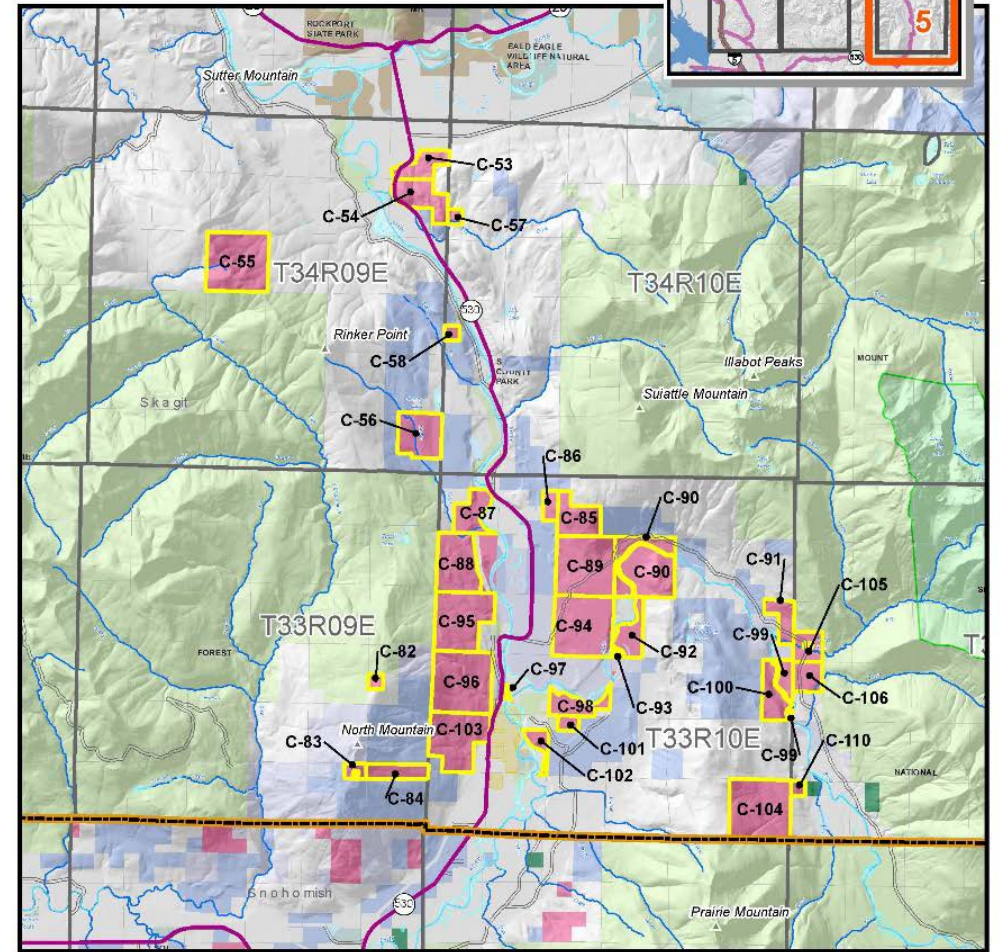 5
530
ROCKPORT
STATE PARK
BALD EAGLE
WILDLIFE NATURAL
AREA
Sutter Mountain
C-53
C-54
C-57
C-55
T34R09E
T34R10E
530
Rinker Point
C-58
COUNTY
PARK
Illabot Peaks
MOUNT
Suiattle Mountain
Skagit
C-56
C-86
C-87
C-85
C-90
C-88
C-89
C-90
C-91
C-105
C-95
C-94
T33R09E
FOREST
C-92
C-99
C-82
C-96
C-97
C-100
C-106
C-98
C-93
North Mountain
C-103
C-101
T33R10E
C-83
C-99
C-110
C-102
NATIONAL
C-84
C-104
Snohomish
530
Prairie Mountain